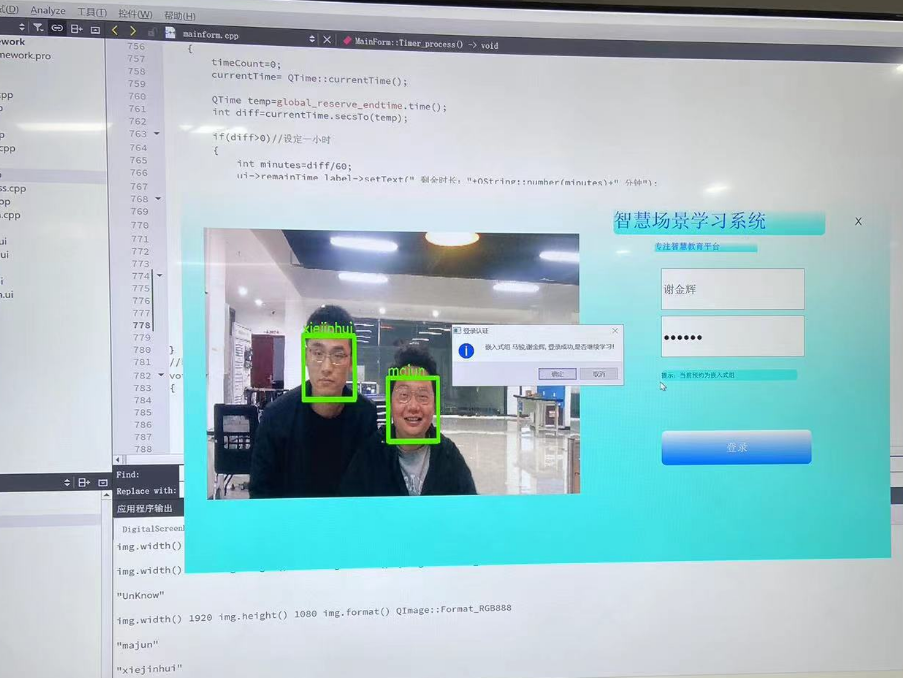 Analyze 工具(T) 控件(W) 帮助(H)
mainform.cpp
MainForm::Timer_process() -> void
ework
mework.pro
cpp
cpp
ss.cpp
op
n.cpp
ui
ui
n.ui
756 {
757 timeCount=0;
758 currentTime= QTime::currentTime();
759
760 QTime temp=global_reserve_endtime.time();
761 int diff=currentTime.secsTo(temp);
762
763 if(diff>0)//设定一小时
764 {
765 int minutes=diff/60;
766 ui->remainTime_label->setText(" 剩余时长: "+QString::number(minutes)+" 分钟");
767
768
769
770
771
772
773
774
775
776
777
778
779
780 }
781 //
782 vo
783 {
784
785
786
787
788
智慧场景学习系统
X
专注智慧教育平台
谢金辉
●●●●●●
登录
xiejinhui
majun
登录认证
嵌入式组 马骏,谢金辉, 登录成功,是否继续学习!
确定
取消
Find:
Replace with:
应用程序输出
DigitalScreen
img.width()
img.width()
"UnKnow"
img.width() 1920 img.height() 1080 img.format() QImage::Format_RGB888
"majun"
"xiejinhui"